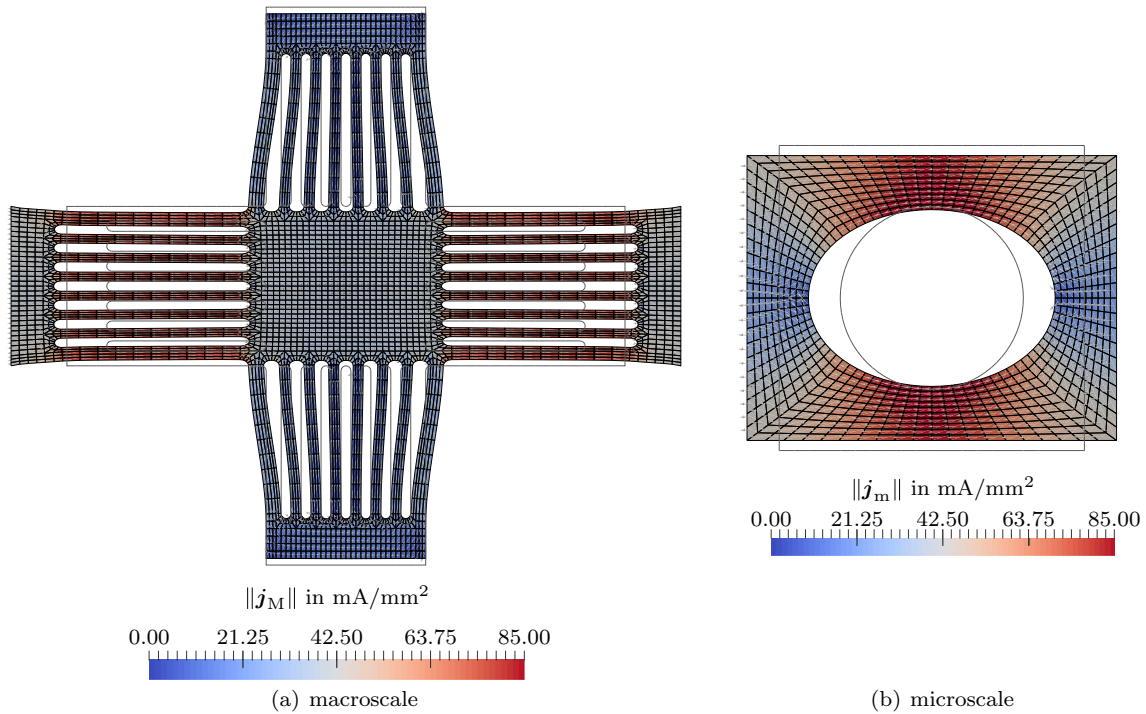 ‖j_M‖ in mA/mm²
0.00 21.25 42.50 63.75 85.00
(a) macroscale
‖j_m‖ in mA/mm²
0.00 21.25 42.50 63.75 85.00
(b) microscale